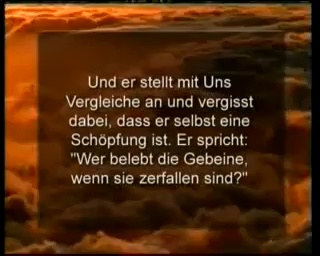 Und er stellt mit Uns
Vergleiche an und vergisst
dabei, dass er selbst eine
Schöpfung ist. Er spricht:
"Wer belebt die Gebeine,
wenn sie zerfallen sind?"